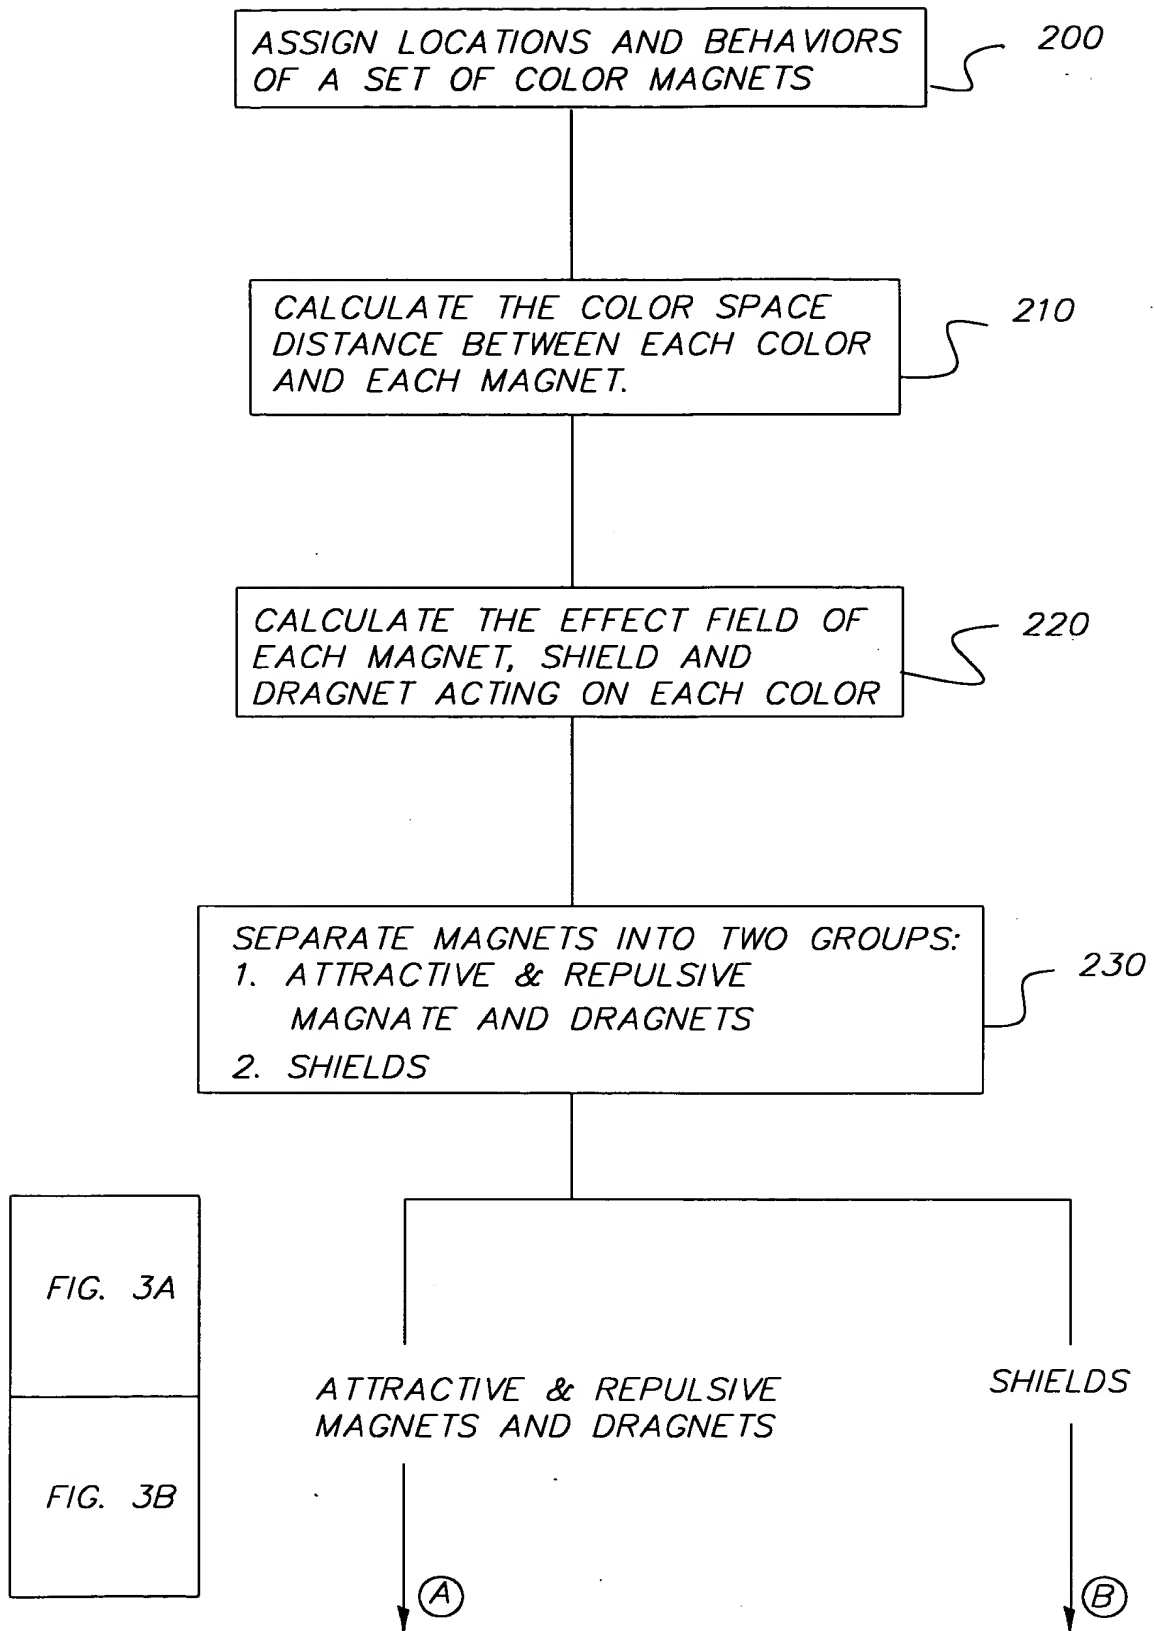 ASSIGN LOCATIONS AND BEHAVIORS
OF A SET OF COLOR MAGNETS
200
CALCULATE THE COLOR SPACE
DISTANCE BETWEEN EACH COLOR
AND EACH MAGNET.
210
CALCULATE THE EFFECT FIELD OF
EACH MAGNET, SHIELD AND
DRAGNET ACTING ON EACH COLOR
220
SEPARATE MAGNETS INTO TWO GROUPS:
1. ATTRACTIVE & REPULSIVE
MAGNATE AND DRAGNETS
2. SHIELDS
230
FIG. 3A
FIG. 3B
ATTRACTIVE & REPULSIVE
MAGNETS AND DRAGNETS
SHIELDS
A
B